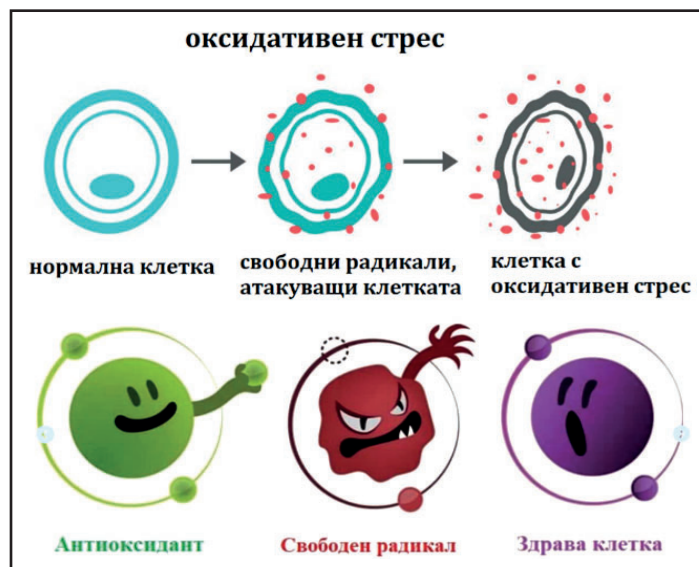 оксидативен стрес
нормална клетка
свободни радикали,
атакуващи клетката
клетка с
оксидативен стрес
Антиоксидант
Свободен радикал
Здрава клетка